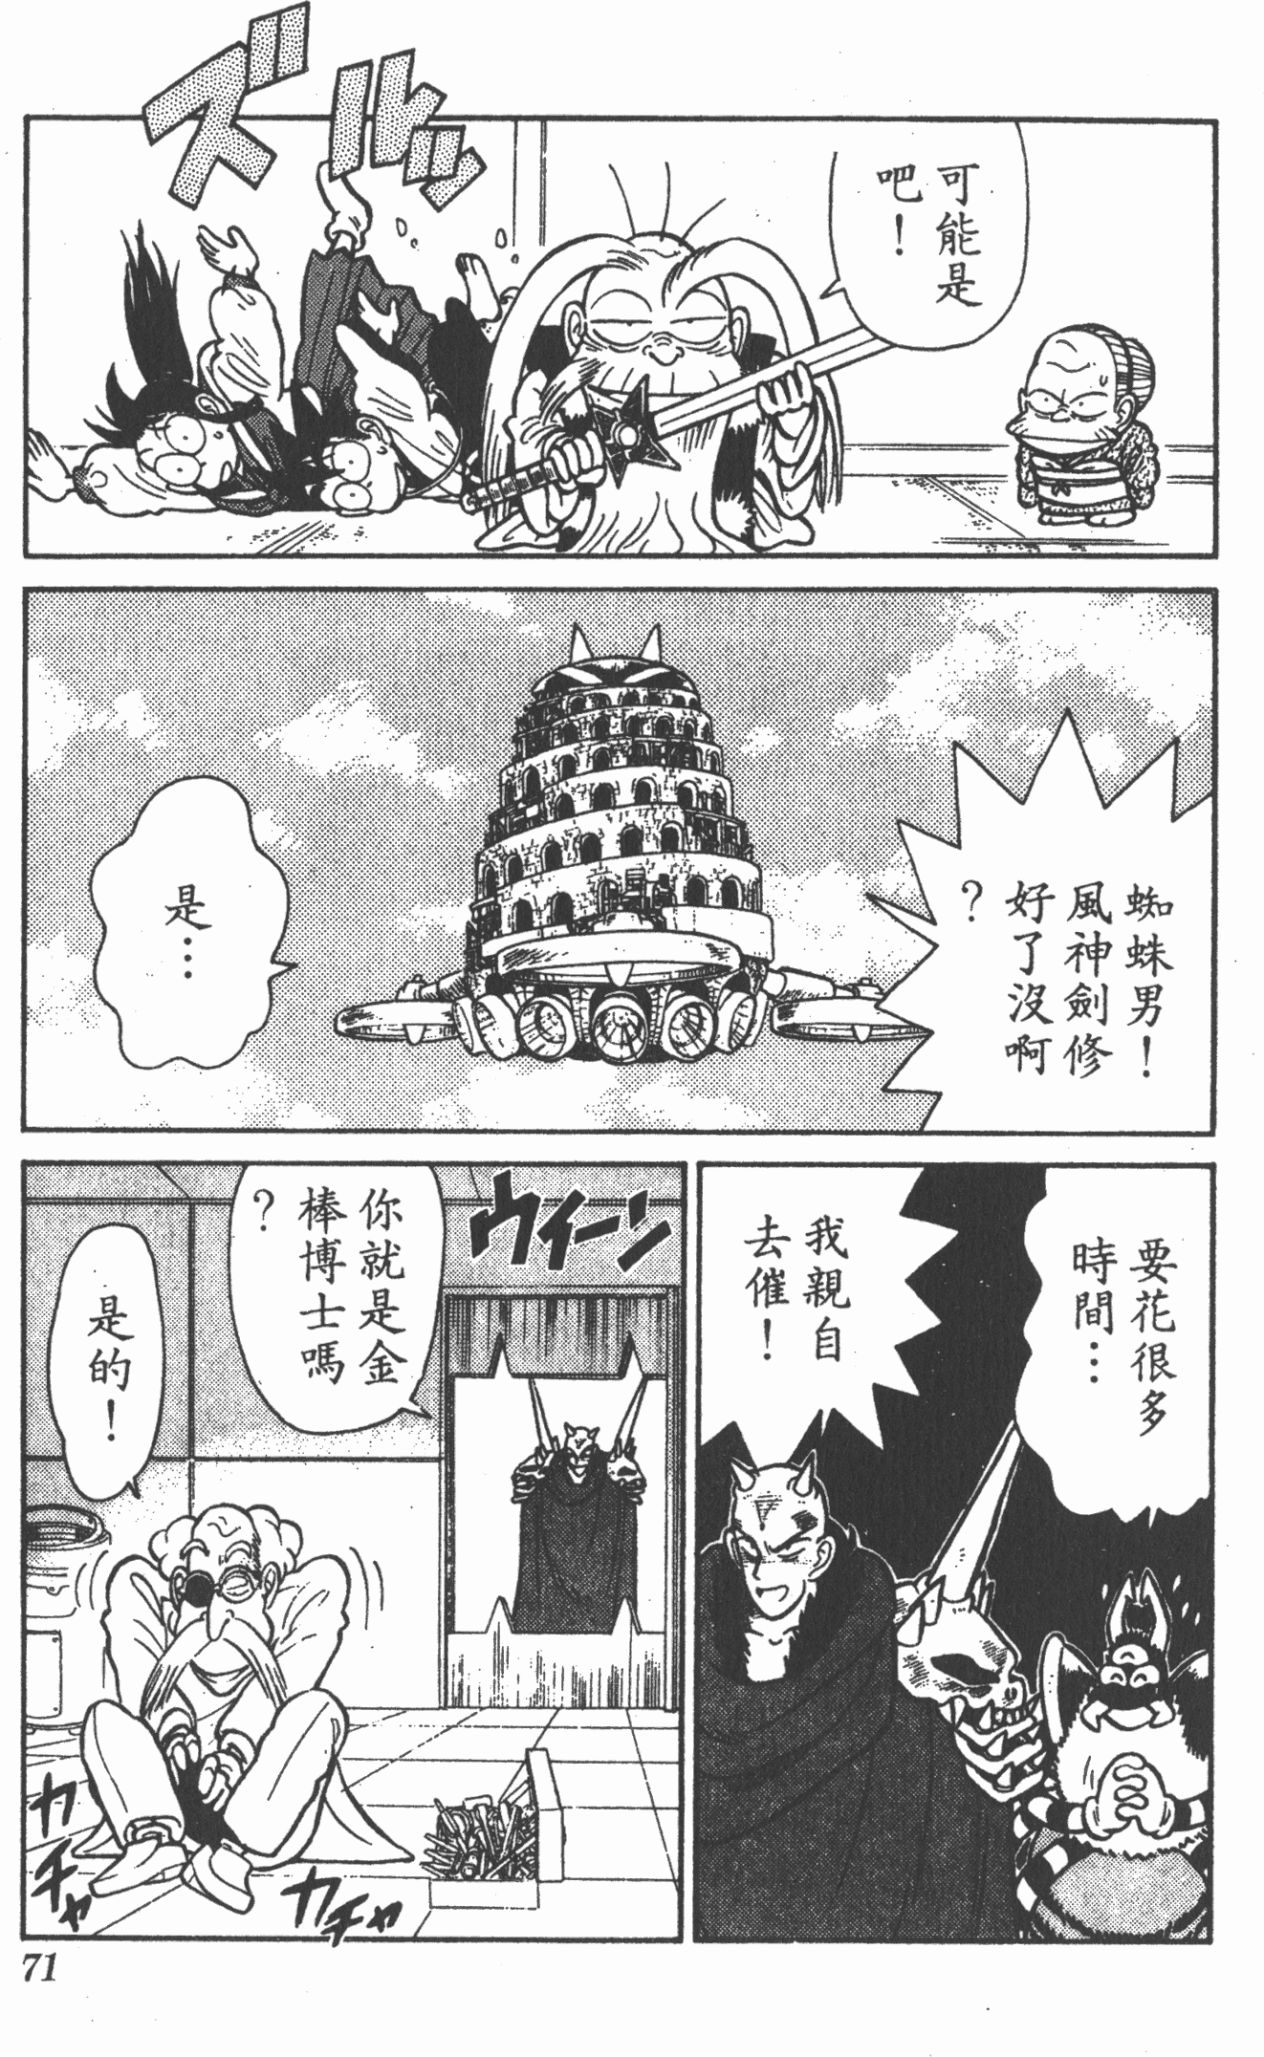 ズルッ
可能是
吧！
蜘蛛男！
風神劍修
好了沒啊
？
是…
要花很多
時間…
我親自
去催！
ウィーン
你就是金
棒博士嗎
？
是的！
カチャ
カチャ
71